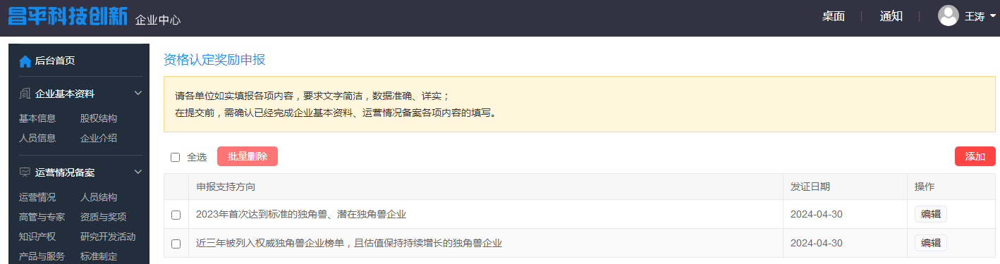 昌平科技创新 企业中心 桌面 通知 王涛
后台首页
企业基本资料
基本信息 股权结构
人员信息 企业介绍
运营情况备案
运营情况 人员结构
高管与专家 资质与奖项
知识产权 研究开发活动
产品与服务 标准制定
资格认定奖励申报
请各单位如实填报各项内容，要求文字简洁，数据准确、详实；
在提交前，需确认已经完成企业基本资料、运营情况备案各项内容的填写。
全选 批量删除 添加
申报支持方向 发证日期 操作
2023年首次达到标准的独角兽、潜在独角兽企业 2024-04-30 编辑
近三年被列入权威独角兽企业榜单，且估值保持持续增长的独角兽企业 2024-04-30 编辑